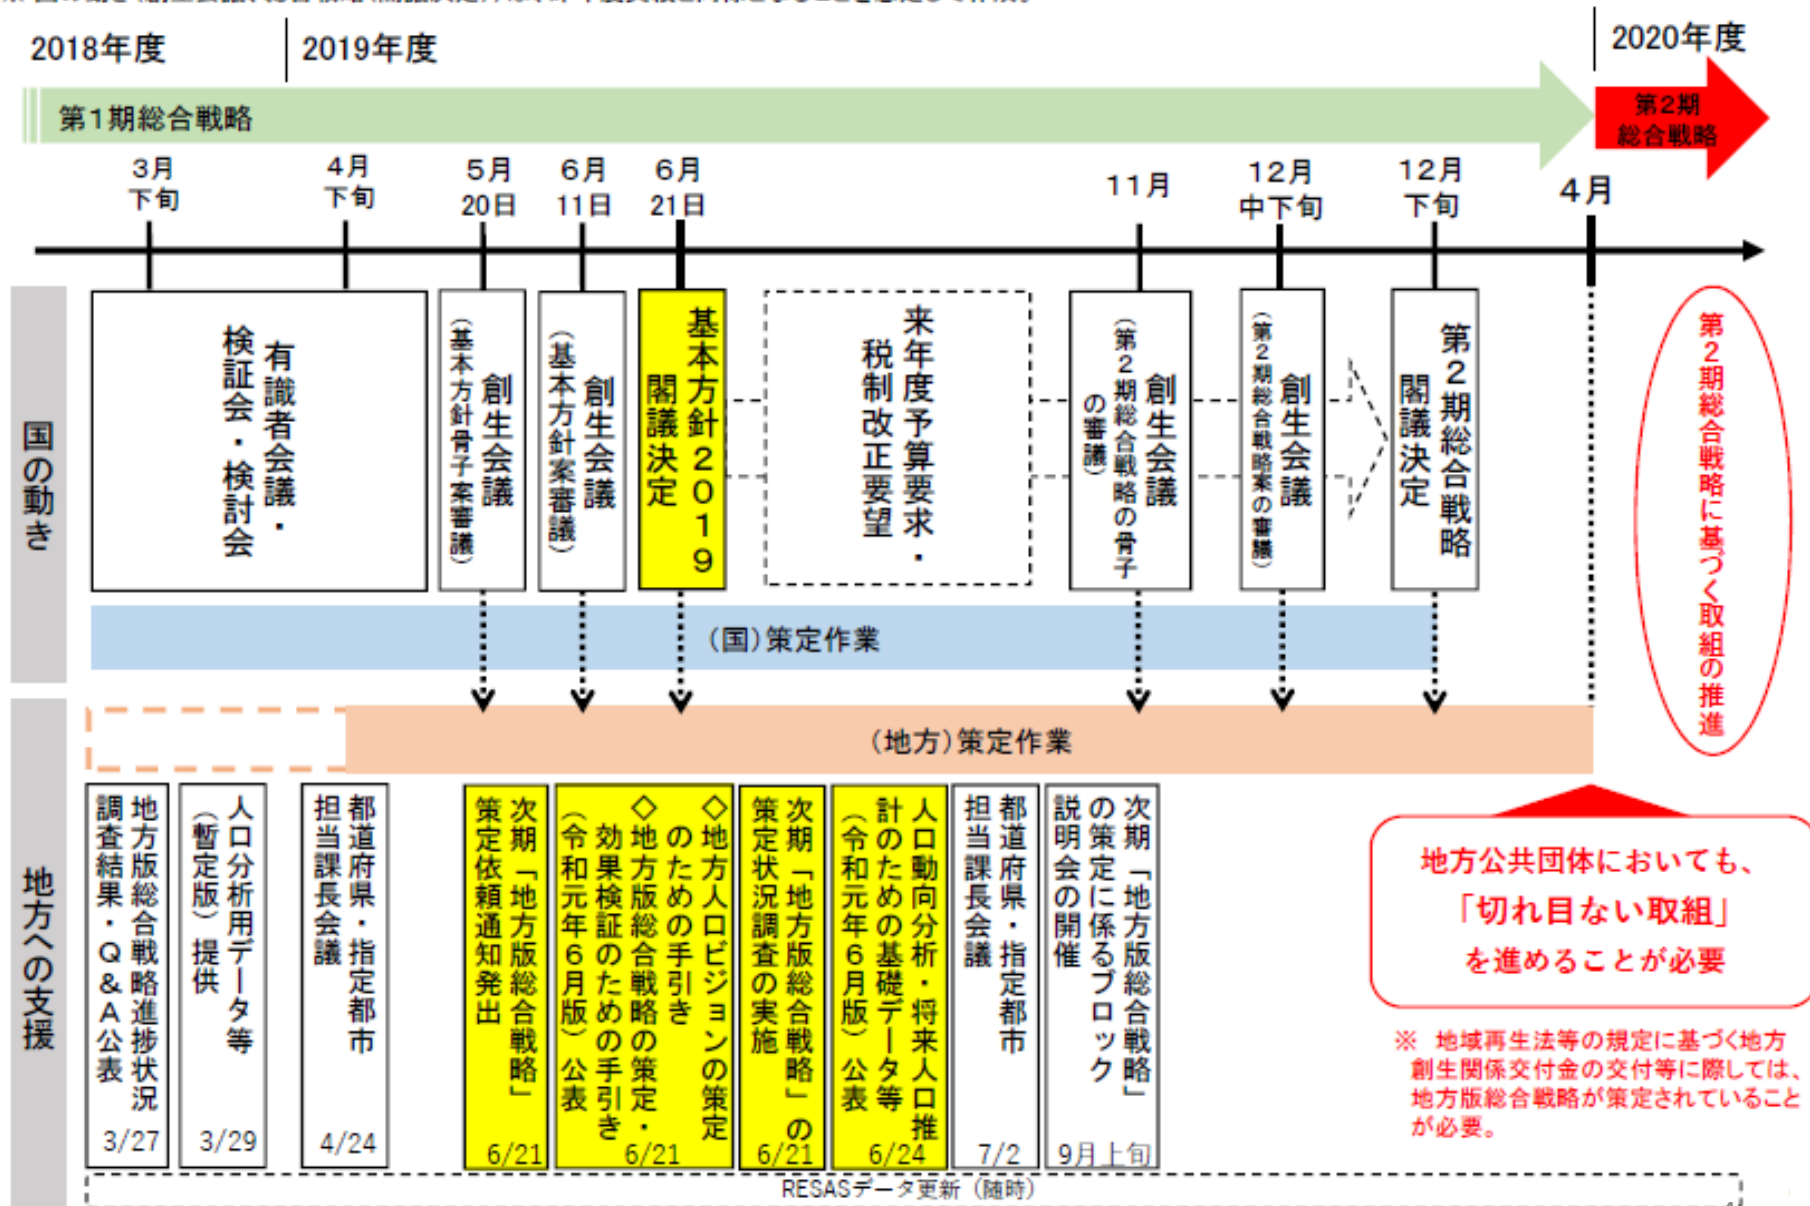 2018年度
2019年度
2020年度
第1期総合戦略
第2期
総合戦略
3月
下旬
4月
下旬
5月
20日
6月
11日
6月
21日
11月
12月
中下旬
12月
下旬
4月
国の動き
有識者会議・
検証会・検討会
創生会議
(基本方針骨子案審議)
創生会議
(基本方針案審議)
基本方針2019
閣議決定
来年度予算要求・
税制改正要望
創生会議
(第2期総合戦略の骨子
の審議)
創生会議
(第2期総合戦略案の審議)
第2期総合戦略
閣議決定
第2期総合戦略に基づく取組の推進
(国)策定作業
(地方)策定作業
地方への支援
地方版総合戦略進捗状況
調査結果・Q&A公表
3/27
人口分析用データ等
(暫定版)提供
3/29
都道府県・指定都市
担当課長会議
4/24
次期「地方版総合戦略」
策定依頼通知発出
6/21
◇地方人口ビジョンの策定
のための手引き
◇地方版総合戦略の策定・
効果検証のための手引き
(令和元年6月版)公表
6/21
次期「地方版総合戦略」の
策定状況調査の実施
6/21
人口動向分析・将来人口推
計のための基礎データ等
(令和元年6月版)公表
6/24
都道府県・指定都市
担当課長会議
7/2
次期「地方版総合戦略」
の策定に係るブロック
説明会の開催
9月上旬
地方公共団体においても、
「切れ目ない取組」
を進めることが必要
※ 地域再生法等の規定に基づく地方
創生関係交付金の交付等に際しては、
地方版総合戦略が策定されていること
が必要。
RESASデータ更新(随時)